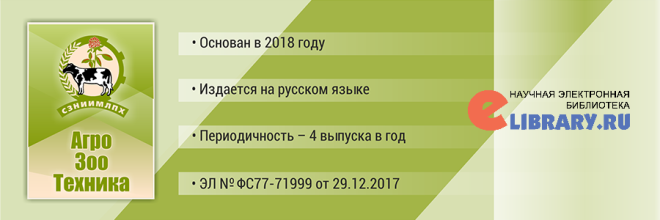 СЗНИИМЛПХ
Агро
Зоо
Техника
• Основан в 2018 году
• Издается на русском языке
• Периодичность – 4 выпуска в год
• ЭЛ № ФС77-71999 от 29.12.2017
НАУЧНАЯ ЭЛЕКТРОННАЯ
БИБЛИОТЕКА
eLIBRARY.RU